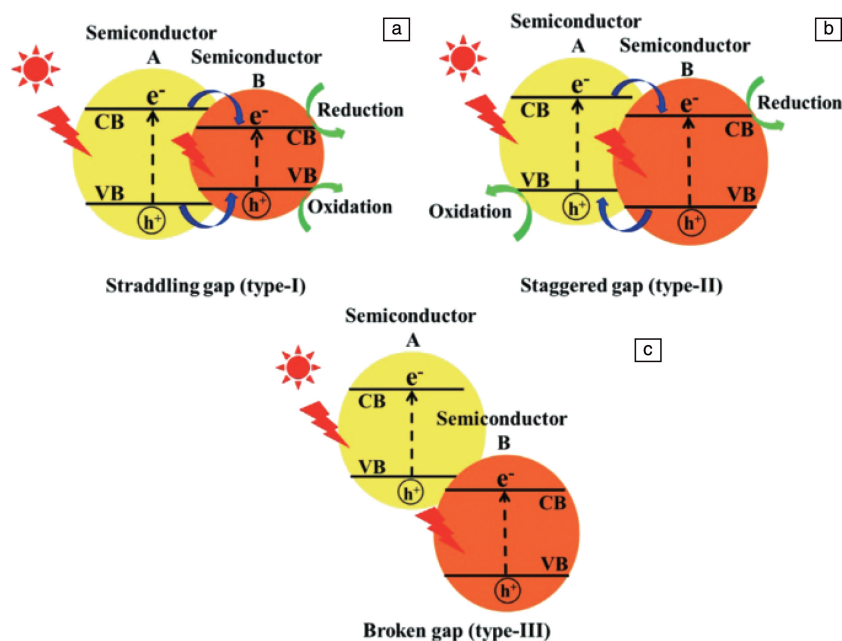 a
Semiconductor
A
Semiconductor
B
e-
CB
e-
CB
Reduction
VB
VB
h+
h+
Oxidation
Straddling gap (type-I)
b
Semiconductor
A
Semiconductor
B
e-
CB
e-
CB
Reduction
VB
VB
h+
h+
Oxidation
Staggered gap (type-II)
c
Semiconductor
A
e-
CB
Semiconductor
B
VB
h+
e-
CB
VB
h+
Broken gap (type-III)